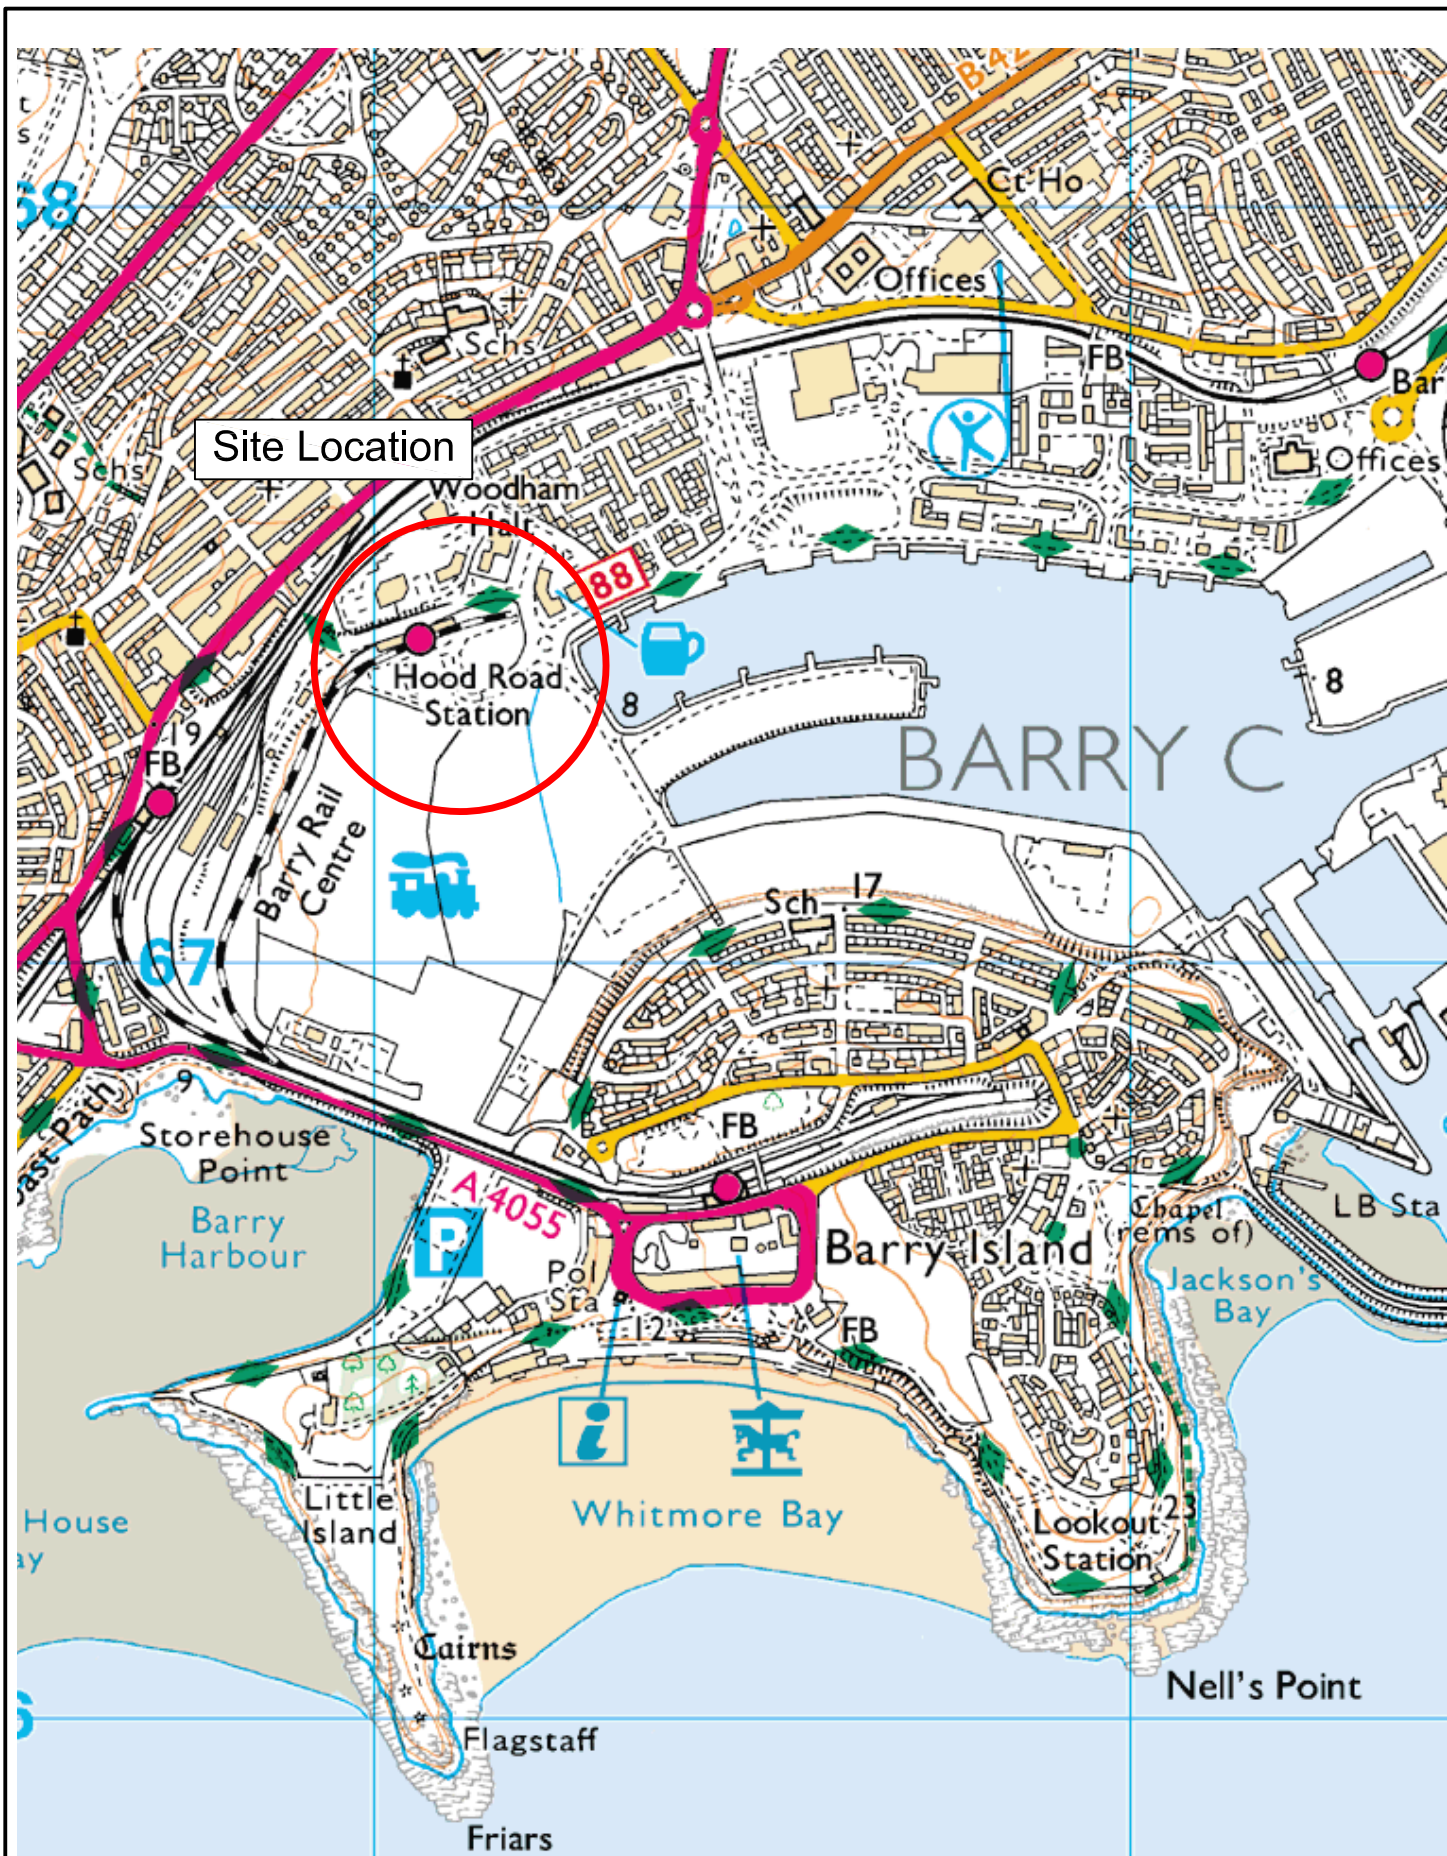 B 42
Ct Ho
68
Offices
Schs
FB
Bar
Site Location
Schs
Offices
Woodham
Halt
88
Hood Road
Station
8
8
19
FB
BARRY C
Barry Rail
Centre
Sch
17
67
9
Storehouse
Point
FB
Barry
Harbour
A 4055
P
Chapel
(rems of)
LB Sta
Barry Island
Pol
Sta
Jackson's
Bay
12
FB
i
Little
Island
Whitmore Bay
23
House
ay
Lookout
Station
Cairns
Nell's Point
Flagstaff
Friars